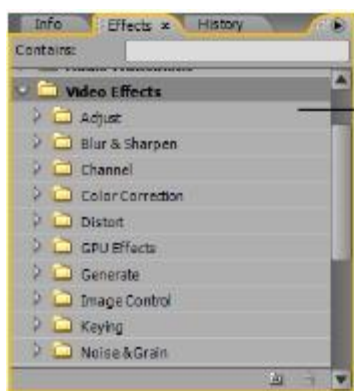 Info Effects x History
Contains:
Video Effects
Adjust
Blur & Sharpen
Channel
Color Correction
Distort
GPU Effects
Generate
Image Control
Keying
Noise & Grain